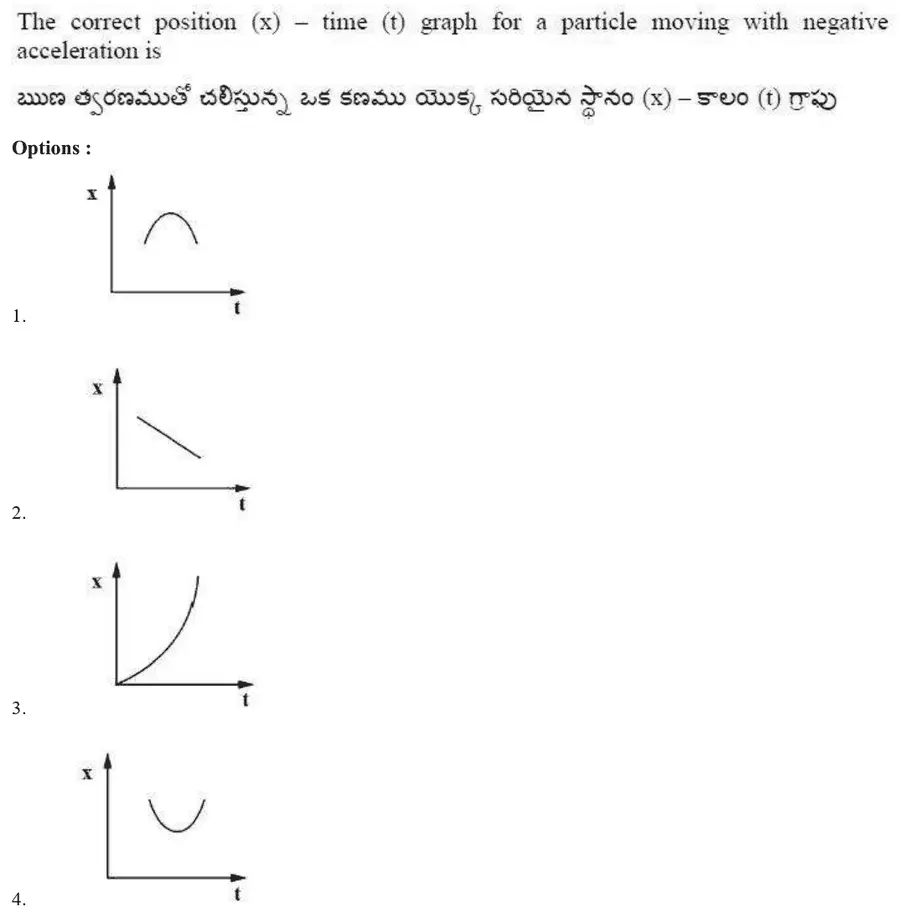 The correct position (x) – time (t) graph for a particle moving with negative
acceleration is
ఋణ త్వరణముతో చలిస్తున్న ఒక కణము యొక్క సరియైన స్థానం (x) – కాలం (t) గ్రాఫు
Options :
x
t
1.
x
t
2.
x
t
3.
x
t
4.